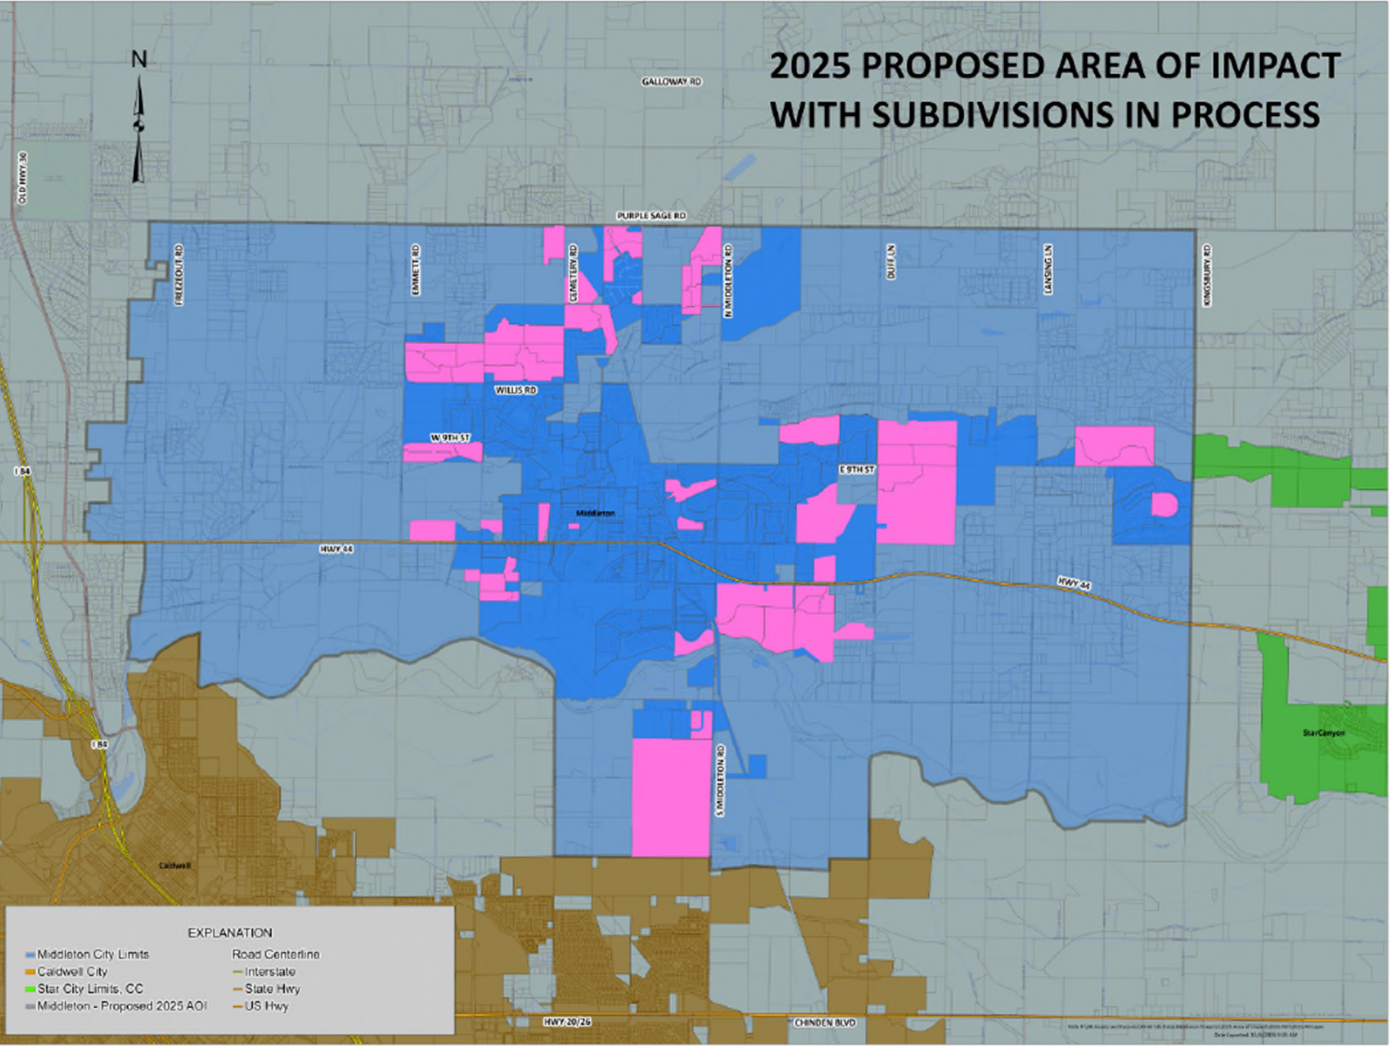 2025 PROPOSED AREA OF IMPACT
WITH SUBDIVISIONS IN PROCESS
N
GALLOWAY RD
OLD HWY 30
PURPLE SAGE RD
FREEZEOUT RD
EMMETT RD
CEMETERY RD
N MIDDLETON RD
DUFF LN
LANSING LN
KINGSBURY RD
WILLIS RD
W 9TH ST
E 9TH ST
I 84
Middleton
HWY 44
HWY 44
StarCanyon
I 84
S MIDDLETON RD
Caldwell
EXPLANATION
Middleton City Limits
Caldwell City
Star City Limits, CC
Middleton - Proposed 2025 AOI
Road Centerline
Interstate
State Hwy
US Hwy
HWY 20/26
CHINDEN BLVD